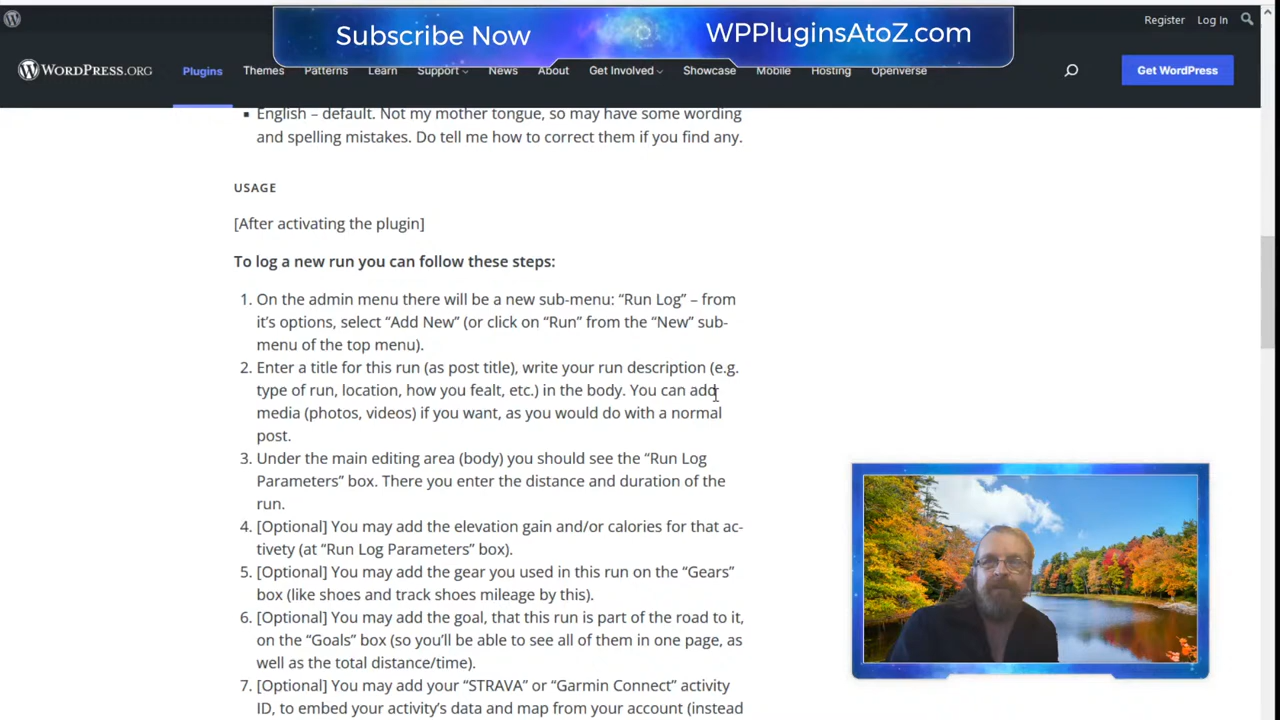 Register Log In
Subscribe Now WPPluginsAtoZ.com
WORDPRESS.ORG Plugins Themes Patterns Learn Support News About Get Involved Showcase Mobile Hosting Openverse Get WordPress
English – default. Not my mother tongue, so may have some wording
and spelling mistakes. Do tell me how to correct them if you find any.
USAGE
[After activating the plugin]
To log a new run you can follow these steps:
1. On the admin menu there will be a new sub-menu: “Run Log” – from
it’s options, select “Add New” (or click on “Run” from the “New” sub-
menu of the top menu).
2. Enter a title for this run (as post title), write your run description (e.g.
type of run, location, how you fealt, etc.) in the body. You can add
media (photos, videos) if you want, as you would do with a normal
post.
3. Under the main editing area (body) you should see the “Run Log
Parameters” box. There you enter the distance and duration of the
run.
4. [Optional] You may add the elevation gain and/or calories for that ac-
tivety (at “Run Log Parameters” box).
5. [Optional] You may add the gear you used in this run on the “Gears”
box (like shoes and track shoes mileage by this).
6. [Optional] You may add the goal, that this run is part of the road to it,
on the “Goals” box (so you’ll be able to see all of them in one page, as
well as the total distance/time).
7. [Optional] You may add your “STRAVA” or “Garmin Connect” activity
ID, to embed your activity’s data and map from your account (instead